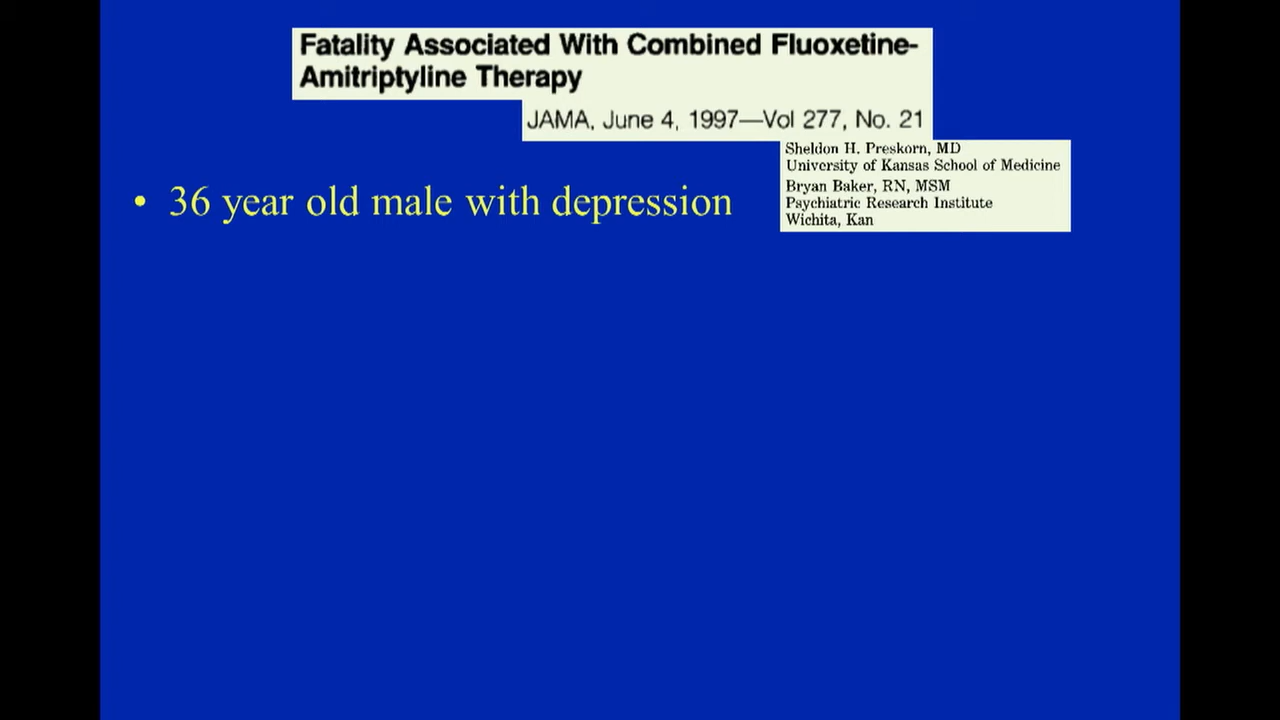 Fatality Associated With Combined Fluoxetine-
Amitriptyline Therapy
JAMA, June 4, 1997—Vol 277, No. 21
Sheldon H. Preskorn, MD
University of Kansas School of Medicine
Bryan Baker, RN, MSM
Psychiatric Research Institute
Wichita, Kan
• 36 year old male with depression